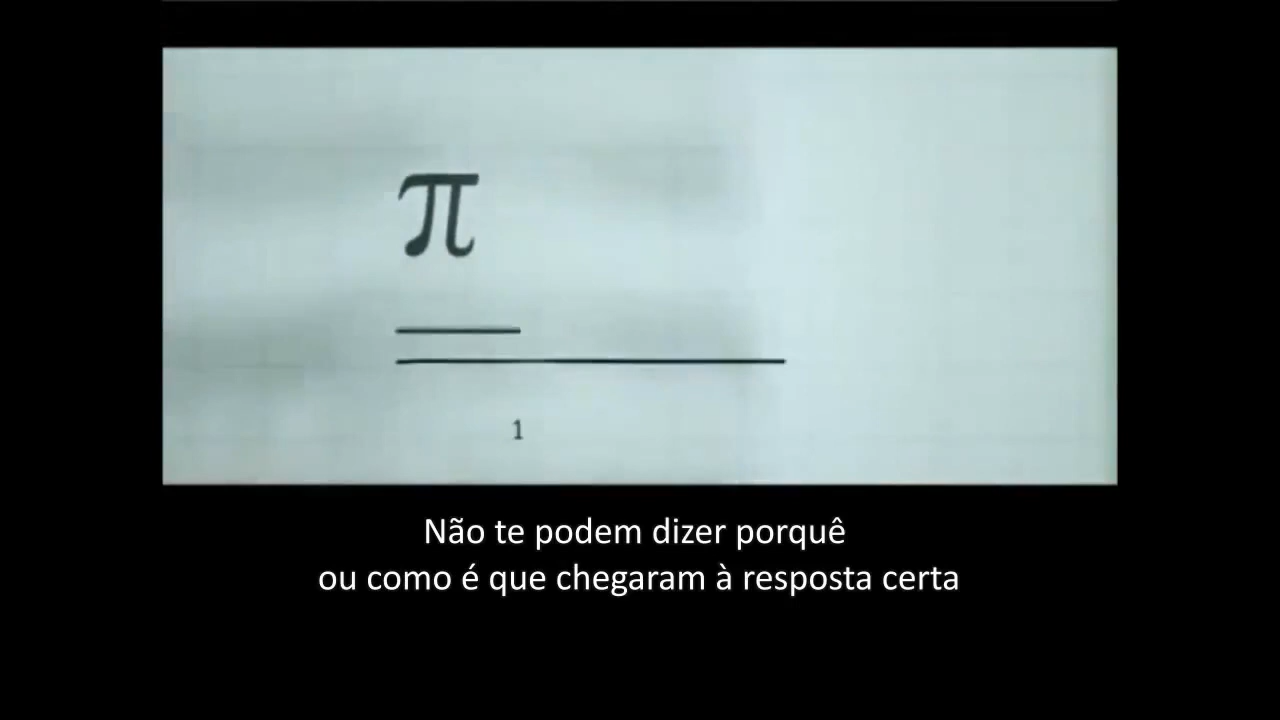 π
1
Não te podem dizer porquê
ou como é que chegaram à resposta certa